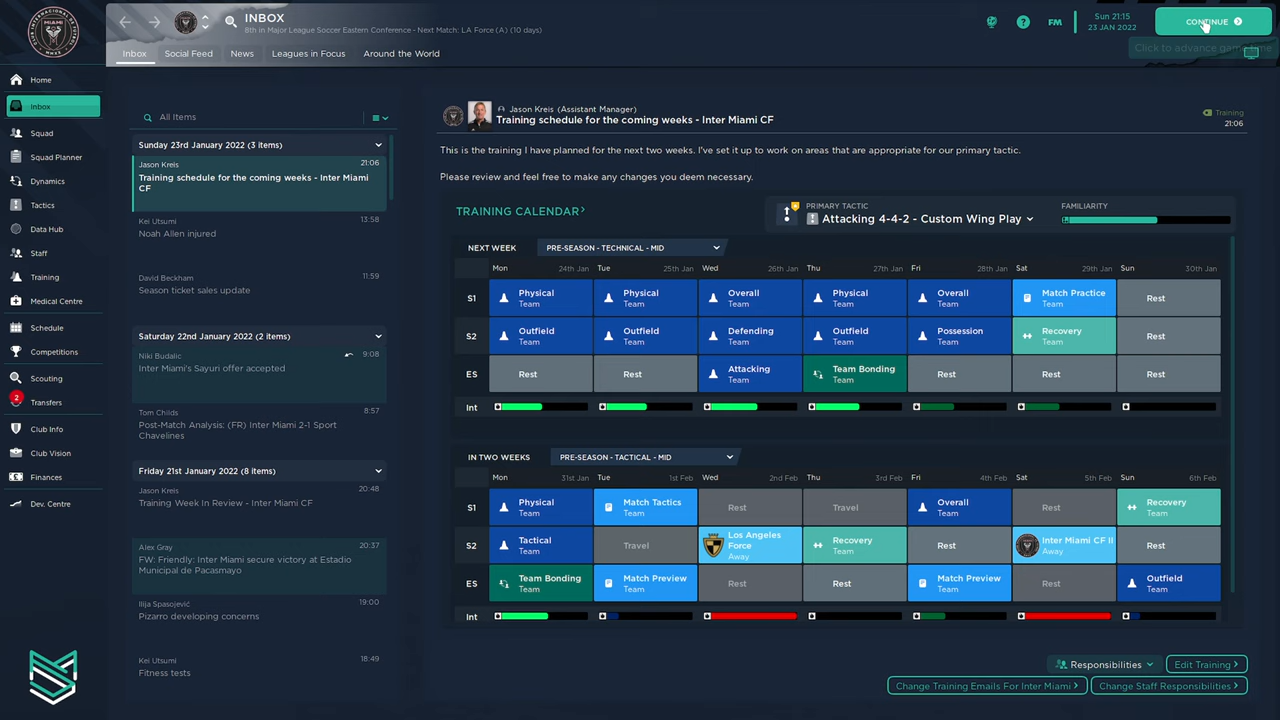 INBOX
8th in Major League Soccer Eastern Conference - Next Match: LA Force (A) (10 days)
FM
Sun 21:15
23 JAN 2022
CONTINUE
Click to advance game time
Inbox
Social Feed
News
Leagues in Focus
Around the World
MIAMI
Home
Inbox
Squad
Squad Planner
Dynamics
Tactics
Data Hub
Staff
Training
Medical Centre
Schedule
Competitions
Scouting
2
Transfers
Club Info
Club Vision
Finances
Dev. Centre
All Items
Sunday 23rd January 2022 (3 items)
Jason Kreis 21:06
Training schedule for the coming weeks - Inter Miami
CF
Kei Utsumi 13:58
Noah Allen injured
David Beckham 11:59
Season ticket sales update
Saturday 22nd January 2022 (2 items)
Niki Budalic 9:08
Inter Miami's Sayuri offer accepted
Tom Childs 8:57
Post-Match Analysis: (FR) Inter Miami 2-1 Sport
Chavelines
Friday 21st January 2022 (8 items)
Jason Kreis 20:48
Training Week In Review - Inter Miami CF
Alex Gray 20:37
FW: Friendly: Inter Miami secure victory at Estadio
Municipal de Pacasmayo
Ilija Spasojević 19:00
Pizarro developing concerns
Kei Utsumi 18:49
Fitness tests
Jason Kreis (Assistant Manager)
Training schedule for the coming weeks - Inter Miami CF
Training
21:06
This is the training I have planned for the next two weeks. I've set it up to work on areas that are appropriate for our primary tactic.
Please review and feel free to make any changes you deem necessary.
TRAINING CALENDAR
PRIMARY TACTIC
Attacking 4-4-2 - Custom Wing Play
FAMILIARITY
NEXT WEEK PRE-SEASON - TECHNICAL - MID
Mon 24th Jan Tue 25th Jan Wed 26th Jan Thu 27th Jan Fri 28th Jan Sat 29th Jan Sun 30th Jan
S1 Physical Team Physical Team Overall Team Physical Team Overall Team Match Practice Team Rest
S2 Outfield Team Outfield Team Defending Team Outfield Team Possession Team Recovery Team Rest
ES Rest Rest Attacking Team Team Bonding Team Rest Rest Rest
Int
IN TWO WEEKS PRE-SEASON - TACTICAL - MID
Mon 31st Jan Tue 1st Feb Wed 2nd Feb Thu 3rd Feb Fri 4th Feb Sat 5th Feb Sun 6th Feb
S1 Physical Team Match Tactics Team Rest Travel Overall Team Rest Recovery Team
S2 Tactical Team Travel Los Angeles Force Away Recovery Team Rest Inter Miami CF II Away Rest
ES Team Bonding Team Match Preview Team Rest Rest Match Preview Team Rest Outfield Team
Int
Responsibilities
Edit Training
Change Training Emails For Inter Miami
Change Staff Responsibilities